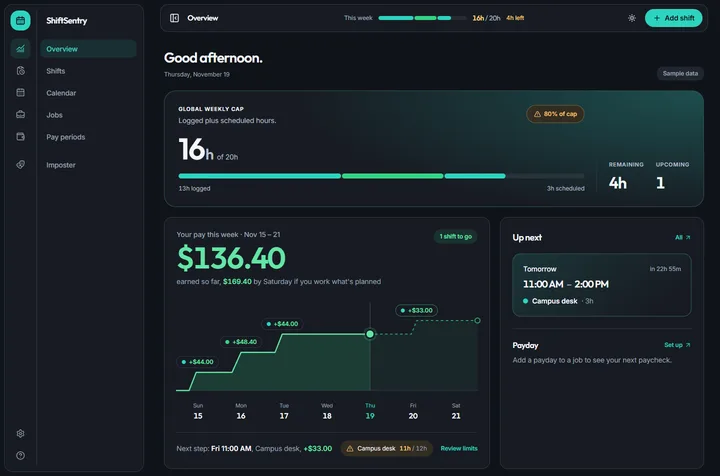 ShiftSentry
Overview
Shifts
Calendar
Jobs
Pay periods
Imposter
Overview
This week
16h / 20h
4h left
+ Add shift
Good afternoon.
Thursday, November 19
Sample data
GLOBAL WEEKLY CAP
Logged plus scheduled hours.
80% of cap
16h of 20h
13h logged
3h scheduled
REMAINING
4h
UPCOMING
1
Your pay this week · Nov 15 – 21
1 shift to go
$136.40
earned so far, $169.40 by Saturday if you work what's planned
+$44.00
+$48.40
+$44.00
+$33.00
Sun
Mon
Tue
Wed
Thu
Fri
Sat
15
16
17
18
19
20
21
Next step: Fri 11:00 AM, Campus desk, +$33.00
Campus desk 11h / 12h
Review limits
Up next
All ↗
Tomorrow
In 22h 55m
11:00 AM – 2:00 PM
Campus desk · 3h
Payday
Set up ↗
Add a payday to a job to see your next paycheck.